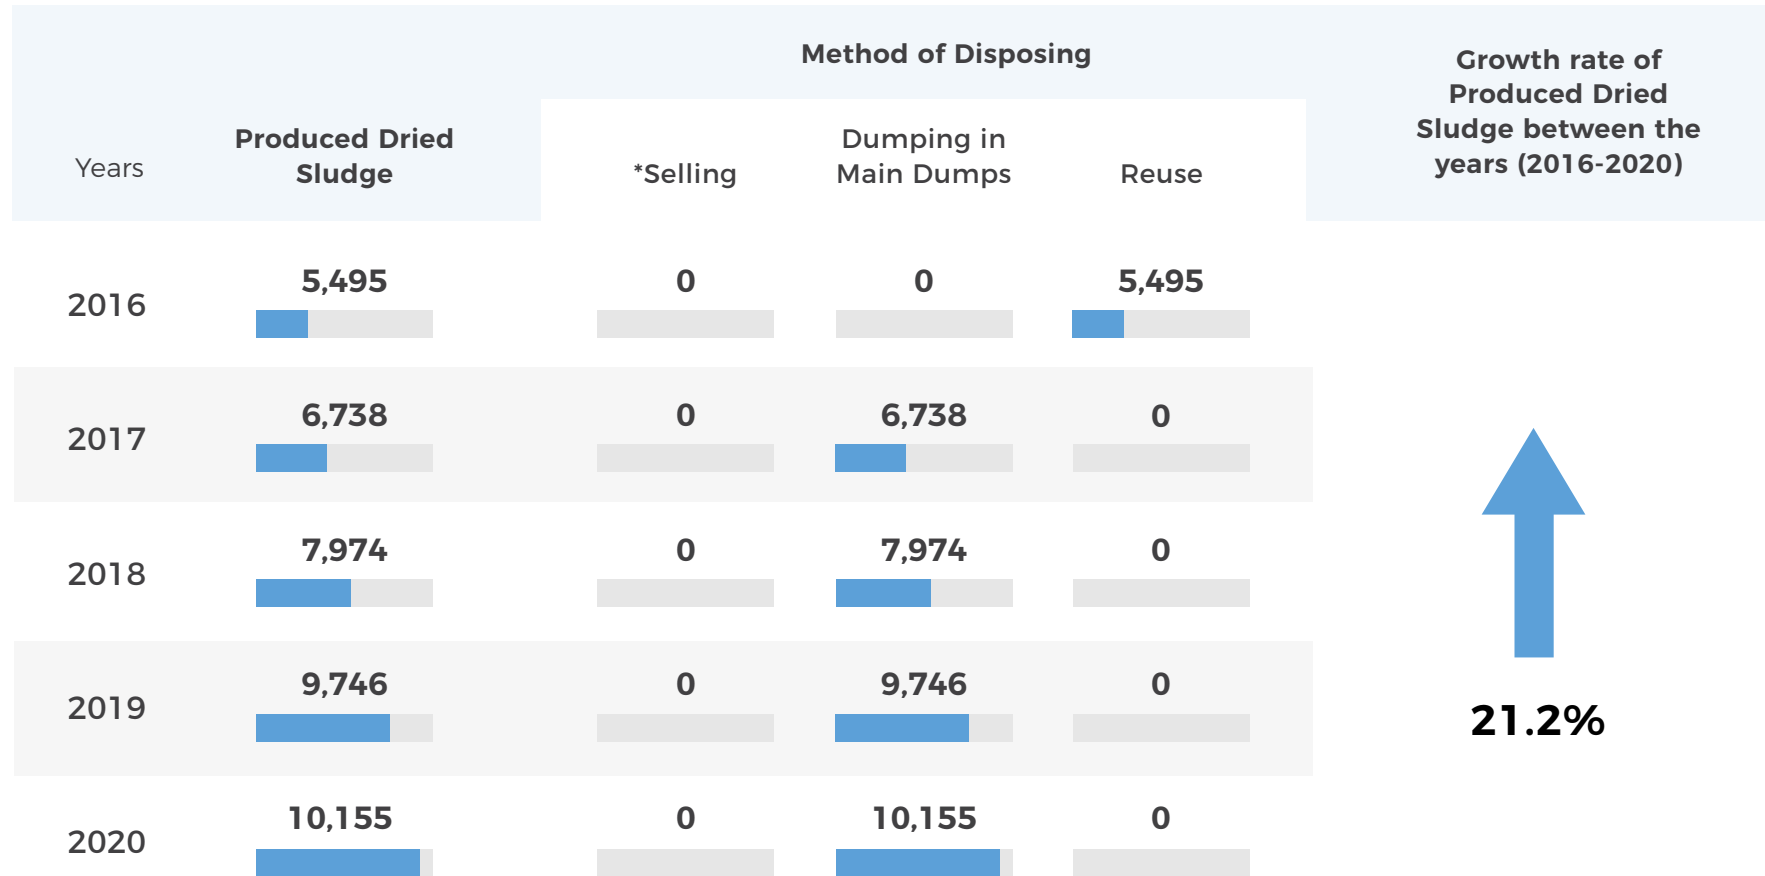 Method of Disposing
Growth rate of
Produced Dried
Sludge between the
years (2016-2020)
Years
Produced Dried
Sludge
*Selling
Dumping in
Main Dumps
Reuse
2016
5,495
0
0
5,495
2017
6,738
0
6,738
0
2018
7,974
0
7,974
0
2019
9,746
0
9,746
0
21.2%
2020
10,155
0
10,155
0